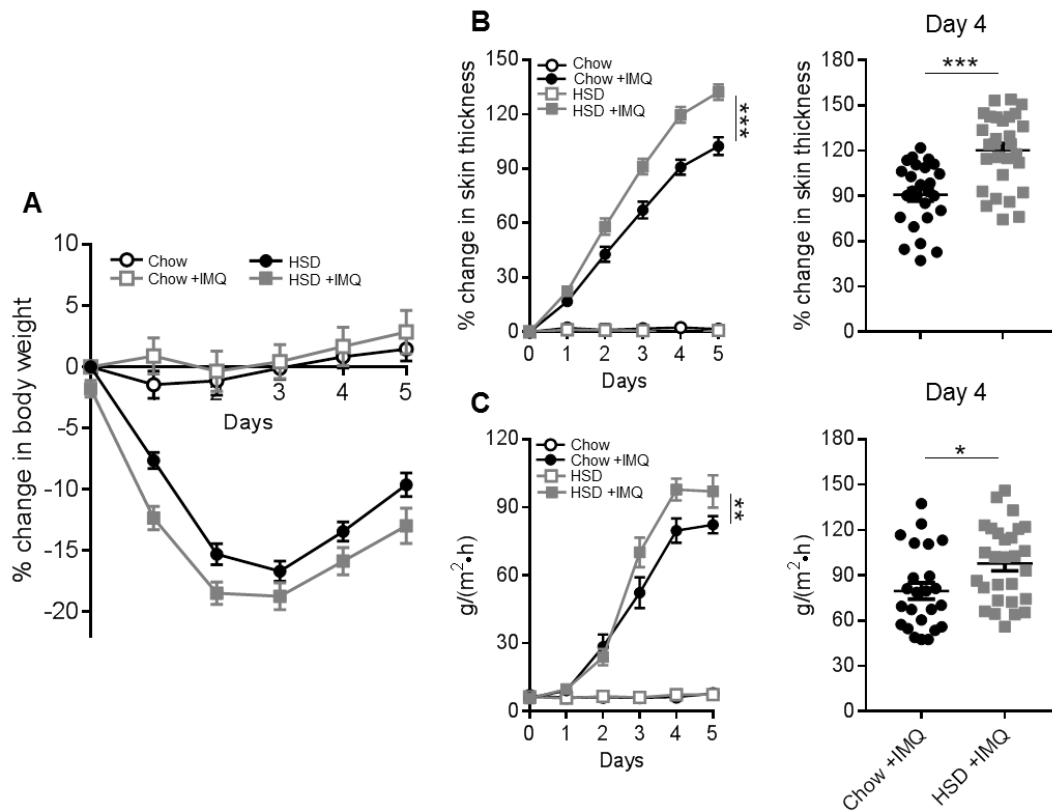 A
% change in body weight
10
5
0
-5
-10
-15
-20
Chow
Chow +IMQ
HSD
HSD +IMQ
3
4
5
Days
B
% change in skin thickness
150
120
90
60
30
0
Chow
Chow +IMQ
HSD
HSD +IMQ
***
0 1 2 3 4 5
Days
Day 4
***
% change in skin thickness
180
150
120
90
60
30
0
C
g/(m²•h)
120
90
60
30
0
Chow
Chow +IMQ
HSD
HSD +IMQ
**
0 1 2 3 4 5
Days
Day 4
*
g/(m²•h)
180
150
120
90
60
30
0
Chow +IMQ
HSD +IMQ